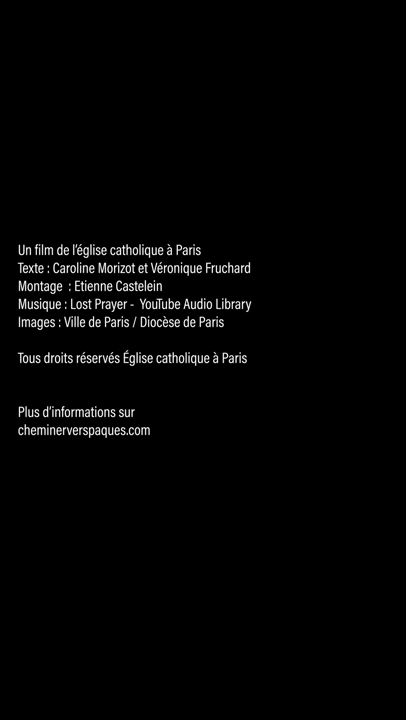 Un film de l'église catholique à Paris
Texte : Caroline Morizot et Véronique Fruchard
Montage  : Etienne Castelein
Musique : Lost Prayer -  YouTube Audio Library
Images : Ville de Paris / Diocèse de Paris
Tous droits réservés Église catholique à Paris
Plus d'informations sur
cheminerverspaques.com